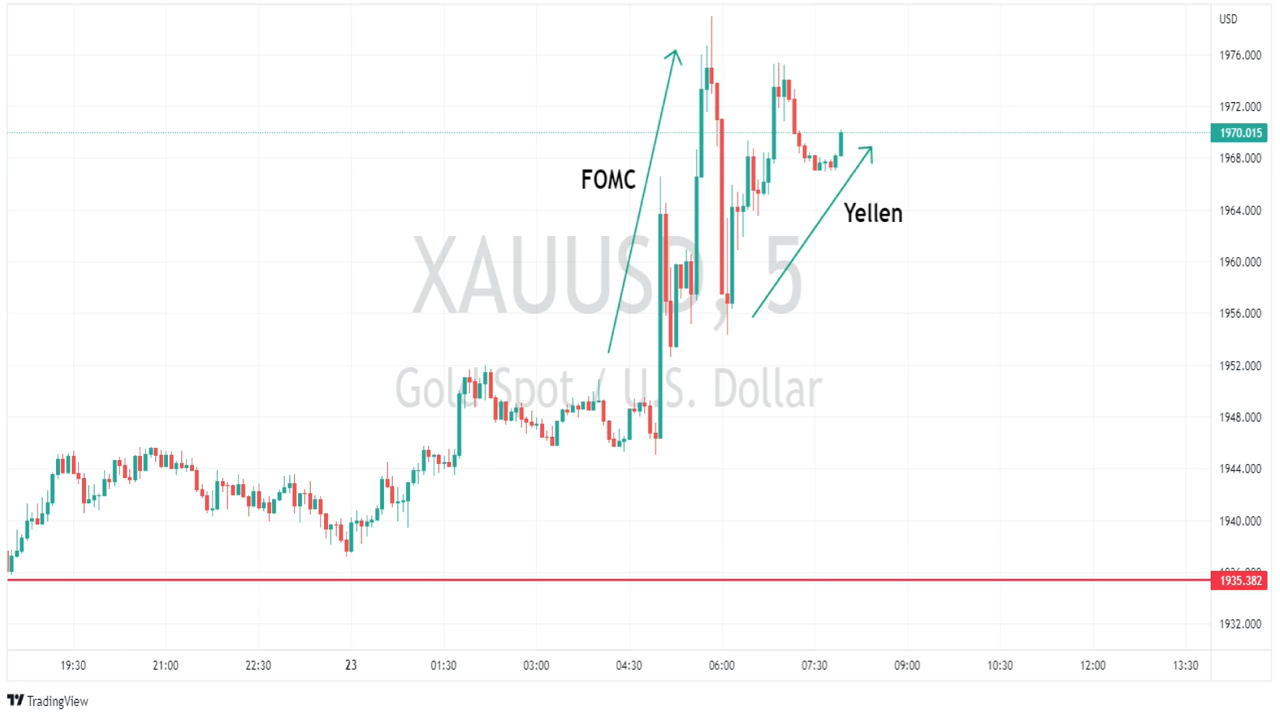 USD
1976.000
1972.000
1970.015
1968.000
FOMC
Yellen
1964.000
XAUUSD, 5
1960.000
1956.000
1952.000
Gold Spot / U.S. Dollar
1948.000
1944.000
1940.000
1935.382
1932.000
19:30 21:00 22:30 23 01:30 03:00 04:30 06:00 07:30 09:00 10:30 12:00 13:30
TradingView